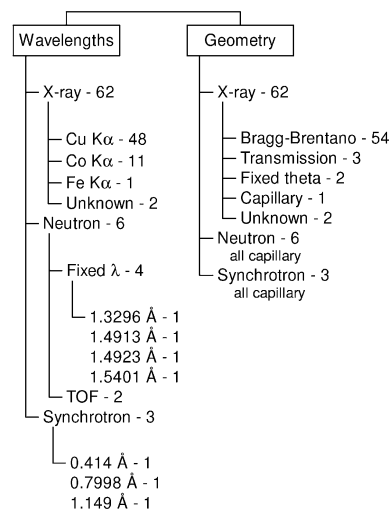 Wavelengths
X-ray - 62
Cu Kα - 48
Co Kα - 11
Fe Kα - 1
Unknown - 2
Neutron - 6
Fixed λ - 4
1.3296 Å - 1
1.4913 Å - 1
1.4923 Å - 1
1.5401 Å - 1
TOF - 2
Synchrotron - 3
0.414 Å - 1
0.7998 Å - 1
1.149 Å - 1
Geometry
X-ray - 62
Bragg-Brentano - 54
Transmission - 3
Fixed theta - 2
Capillary - 1
Unknown - 2
Neutron - 6
all capillary
Synchrotron - 3
all capillary